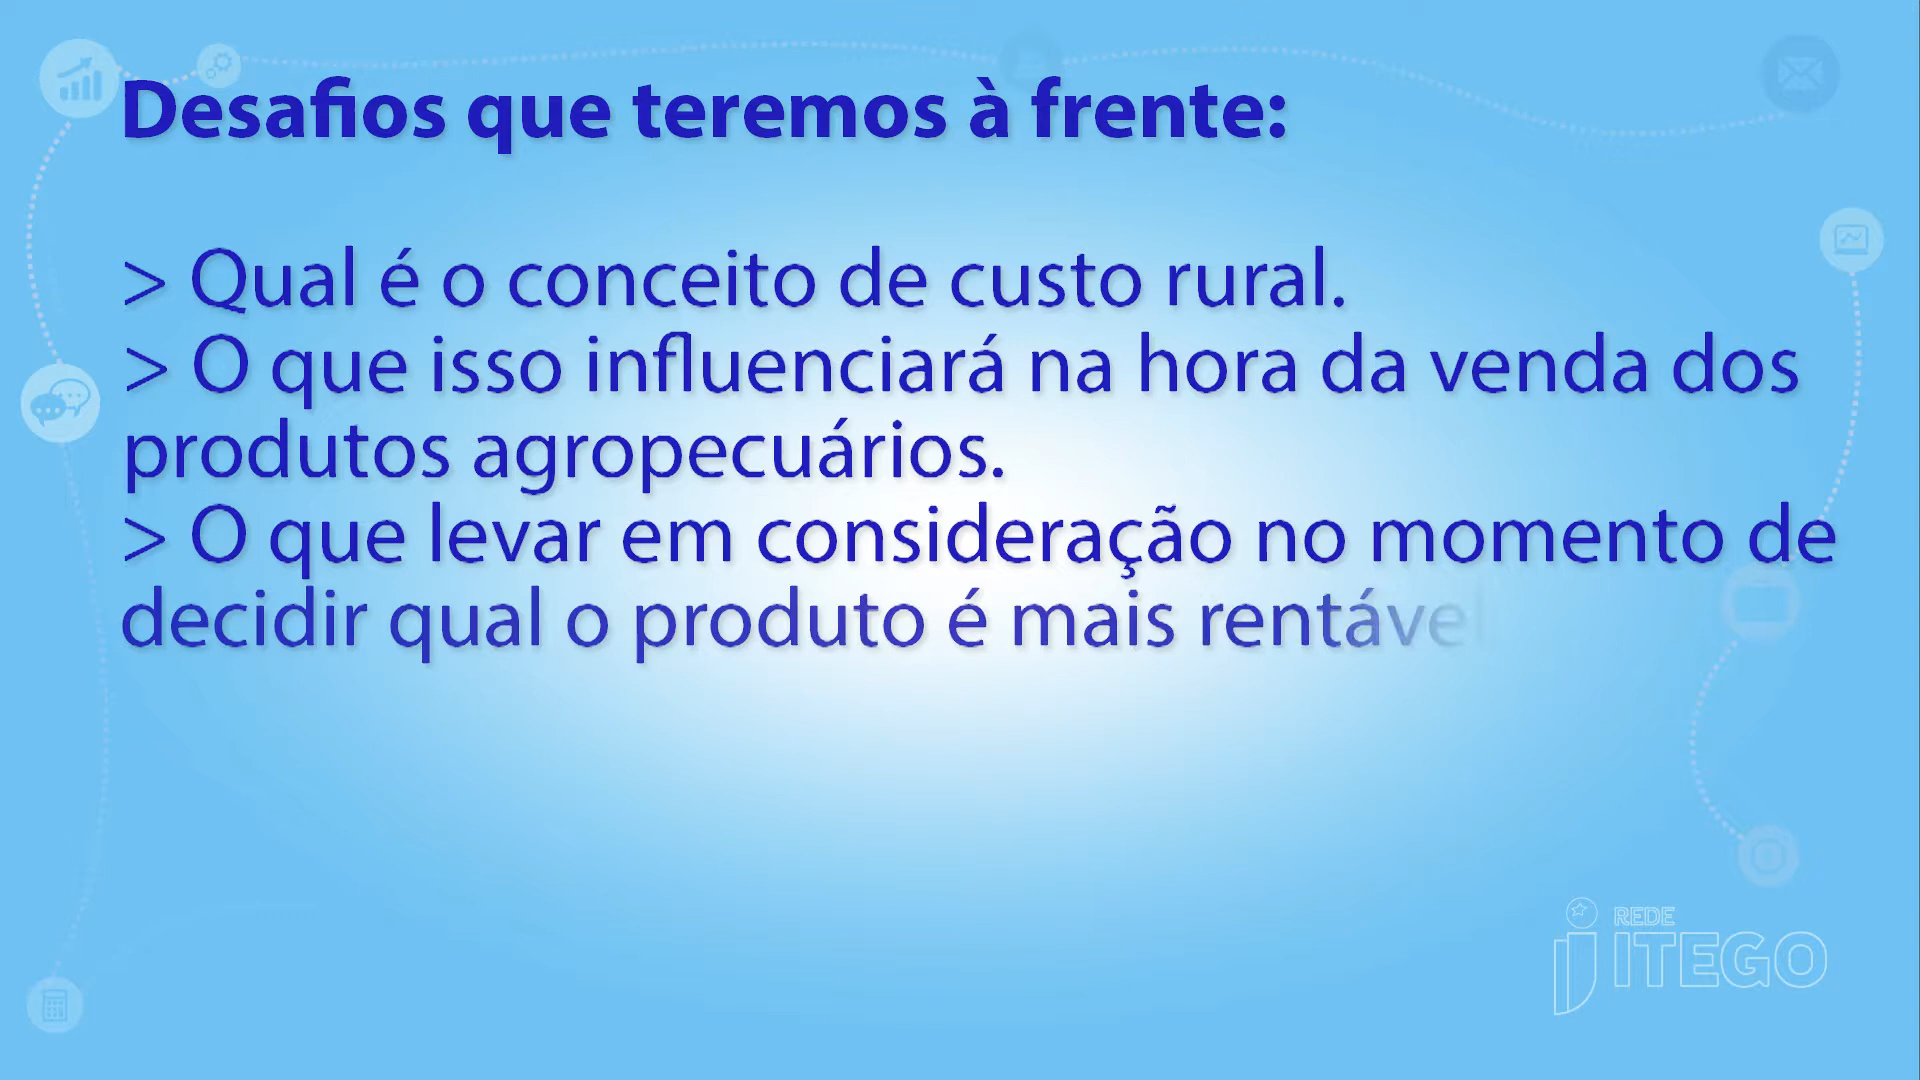 Desafios que teremos à frente:
> Qual é o conceito de custo rural.
> O que isso influenciará na hora da venda dos
produtos agropecuários.
> O que levar em consideração no momento de
decidir qual o produto é mais rentável
REDE
ITEGO